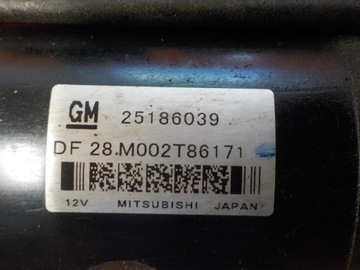 GM 25186039
DF 28.M002T86171
12V MITSUBISHI JAPAN